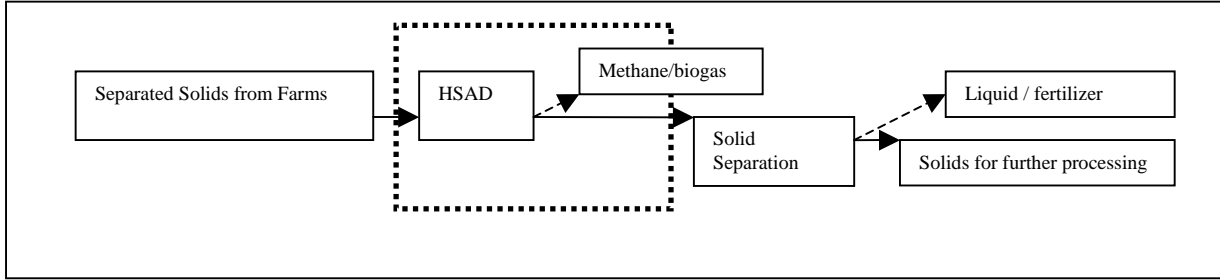 Separated Solids from Farms
HSAD
Methane/biogas
Solid
Separation
Liquid / fertilizer
Solids for further processing